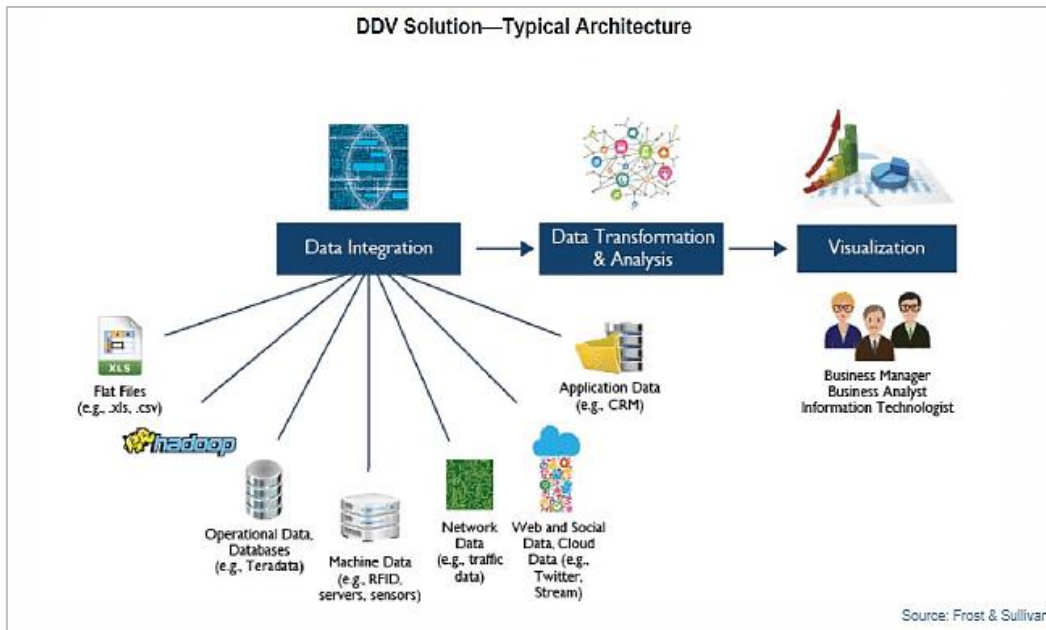 DDV Solution—Typical Architecture
Data Integration
Data Transformation
& Analysis
Visualization
XLS
Flat Files
(e.g., .xls, .csv)
hadoop
Operational Data,
Databases
(e.g., Teradata)
Machine Data
(e.g., RFID,
servers, sensors)
Network
Data
(e.g., traffic
data)
Web and Social
Data, Cloud
Data (e.g.,
Twitter,
Stream)
Application Data
(e.g., CRM)
Business Manager
Business Analyst
Information Technologist
Source: Frost & Sullivan